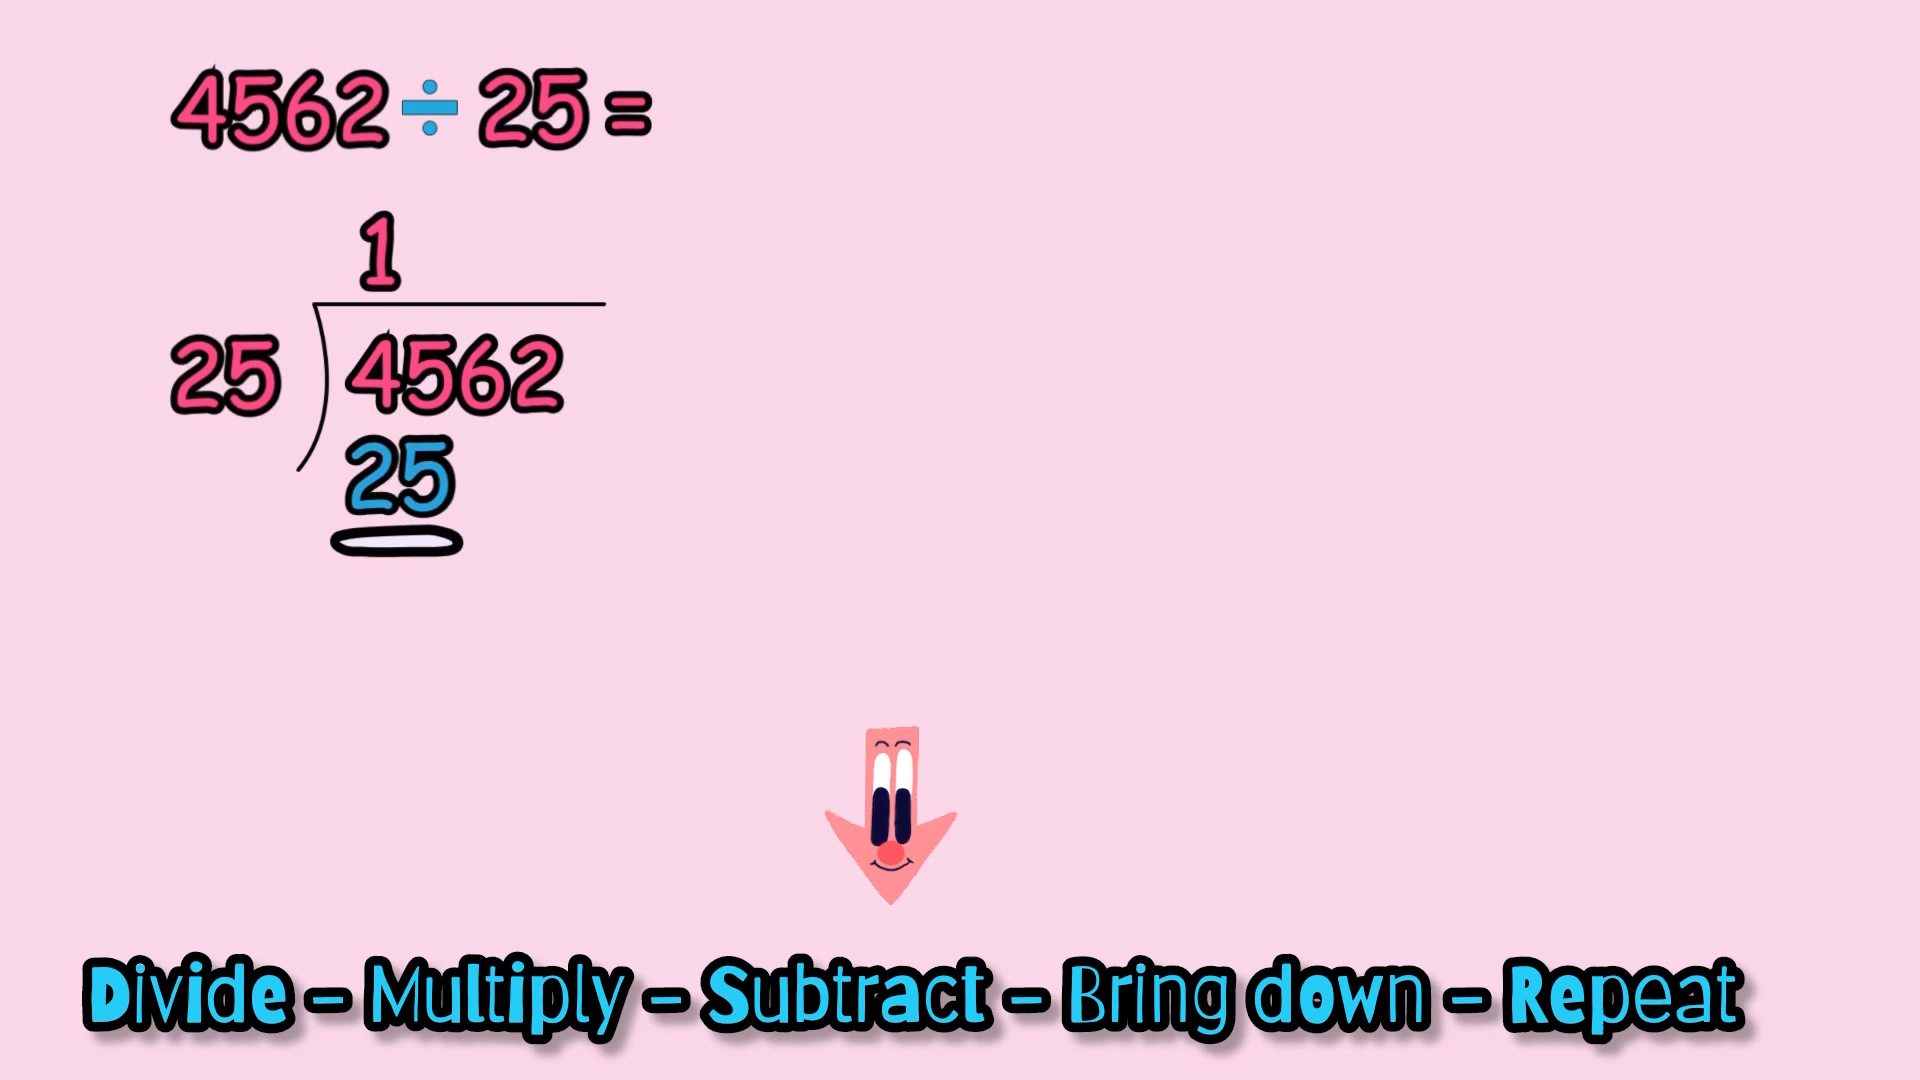 4562 ÷ 25 =
1
25 4562
25
Divide – Multiply – Subtract – Bring down – Repeat